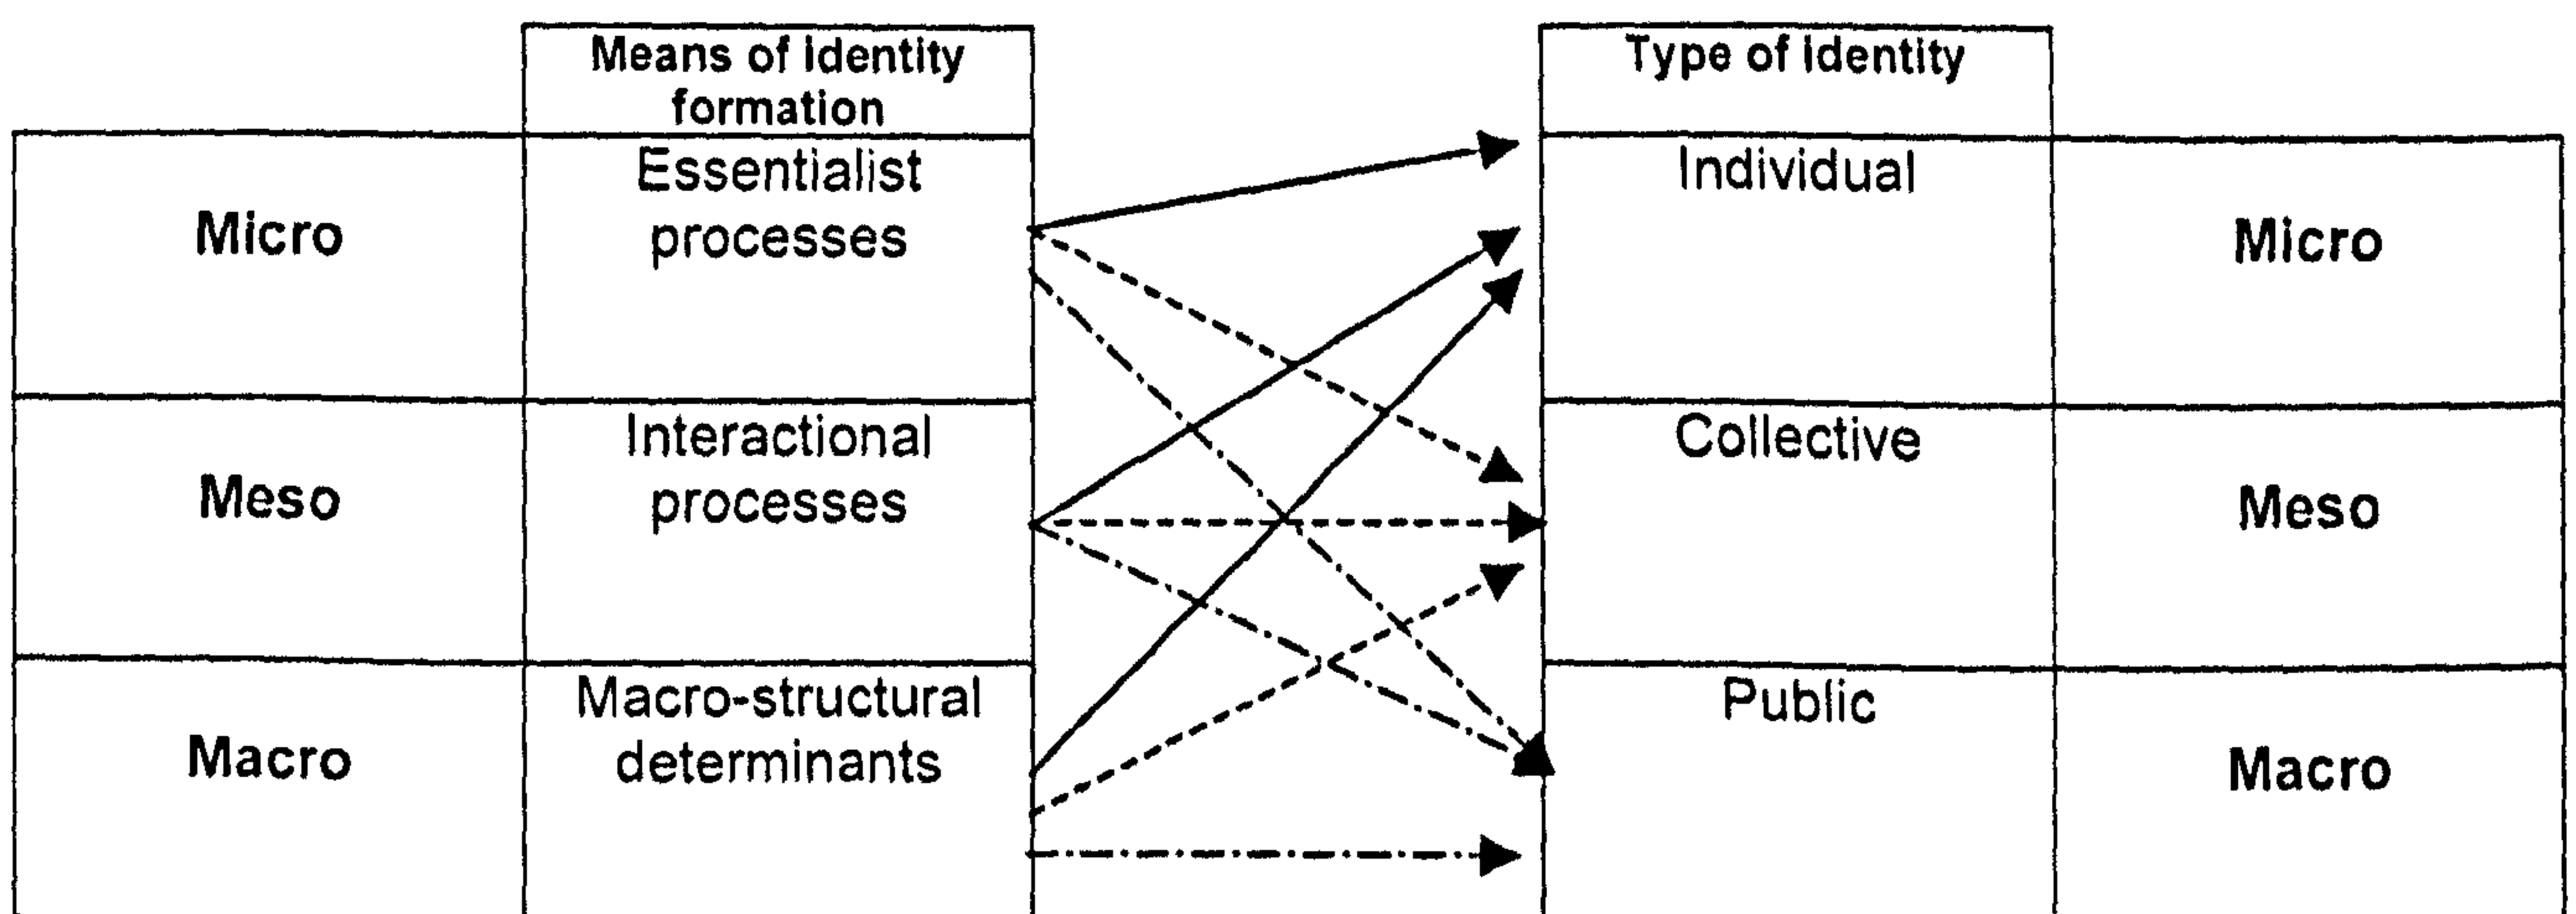 Means of Identity
formation
Type of Identity
Micro
Essentialist
processes
Individual
Micro
Meso
Interactional
processes
Collective
Meso
Macro
Macro-structural
determinants
Public
Macro